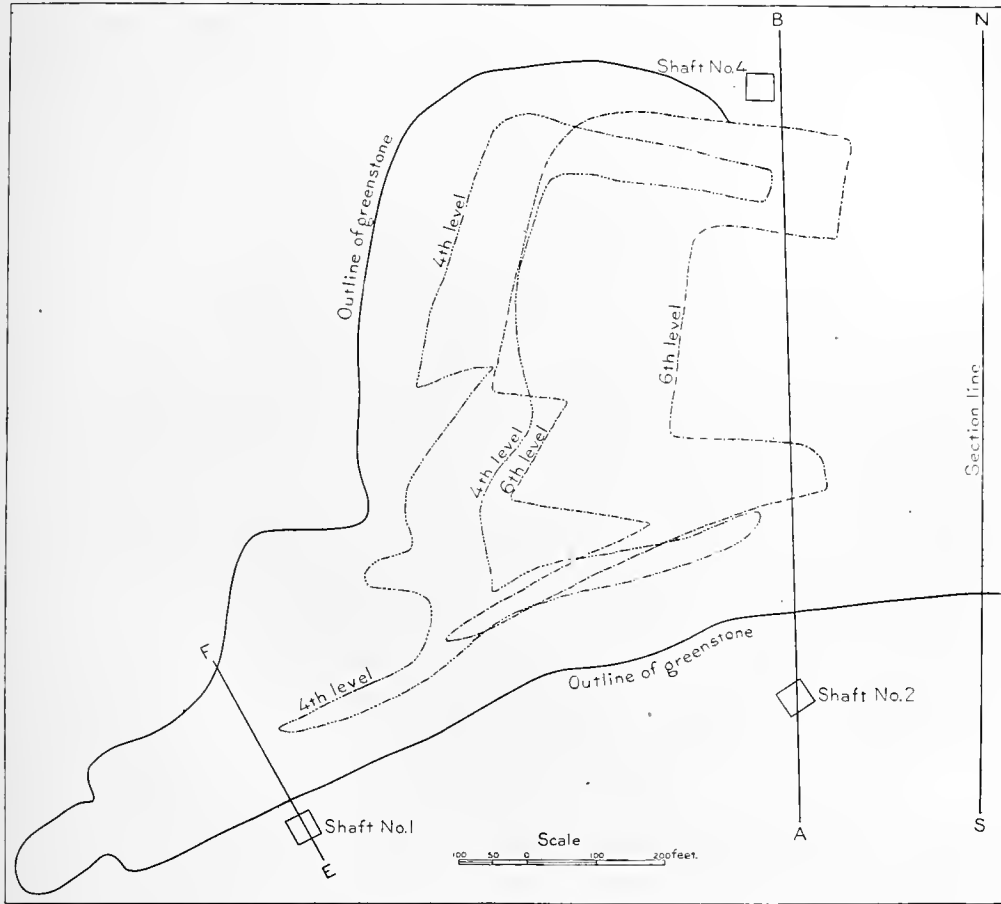 B
N
Shaft No.4
Outline of greenstone
4th level
6th level
4th level
6th level
Section line
F
4th level
Outline of greenstone
Shaft No.2
Shaft No.1
E
A
S
Scale
100 50 0 100 200 feet.